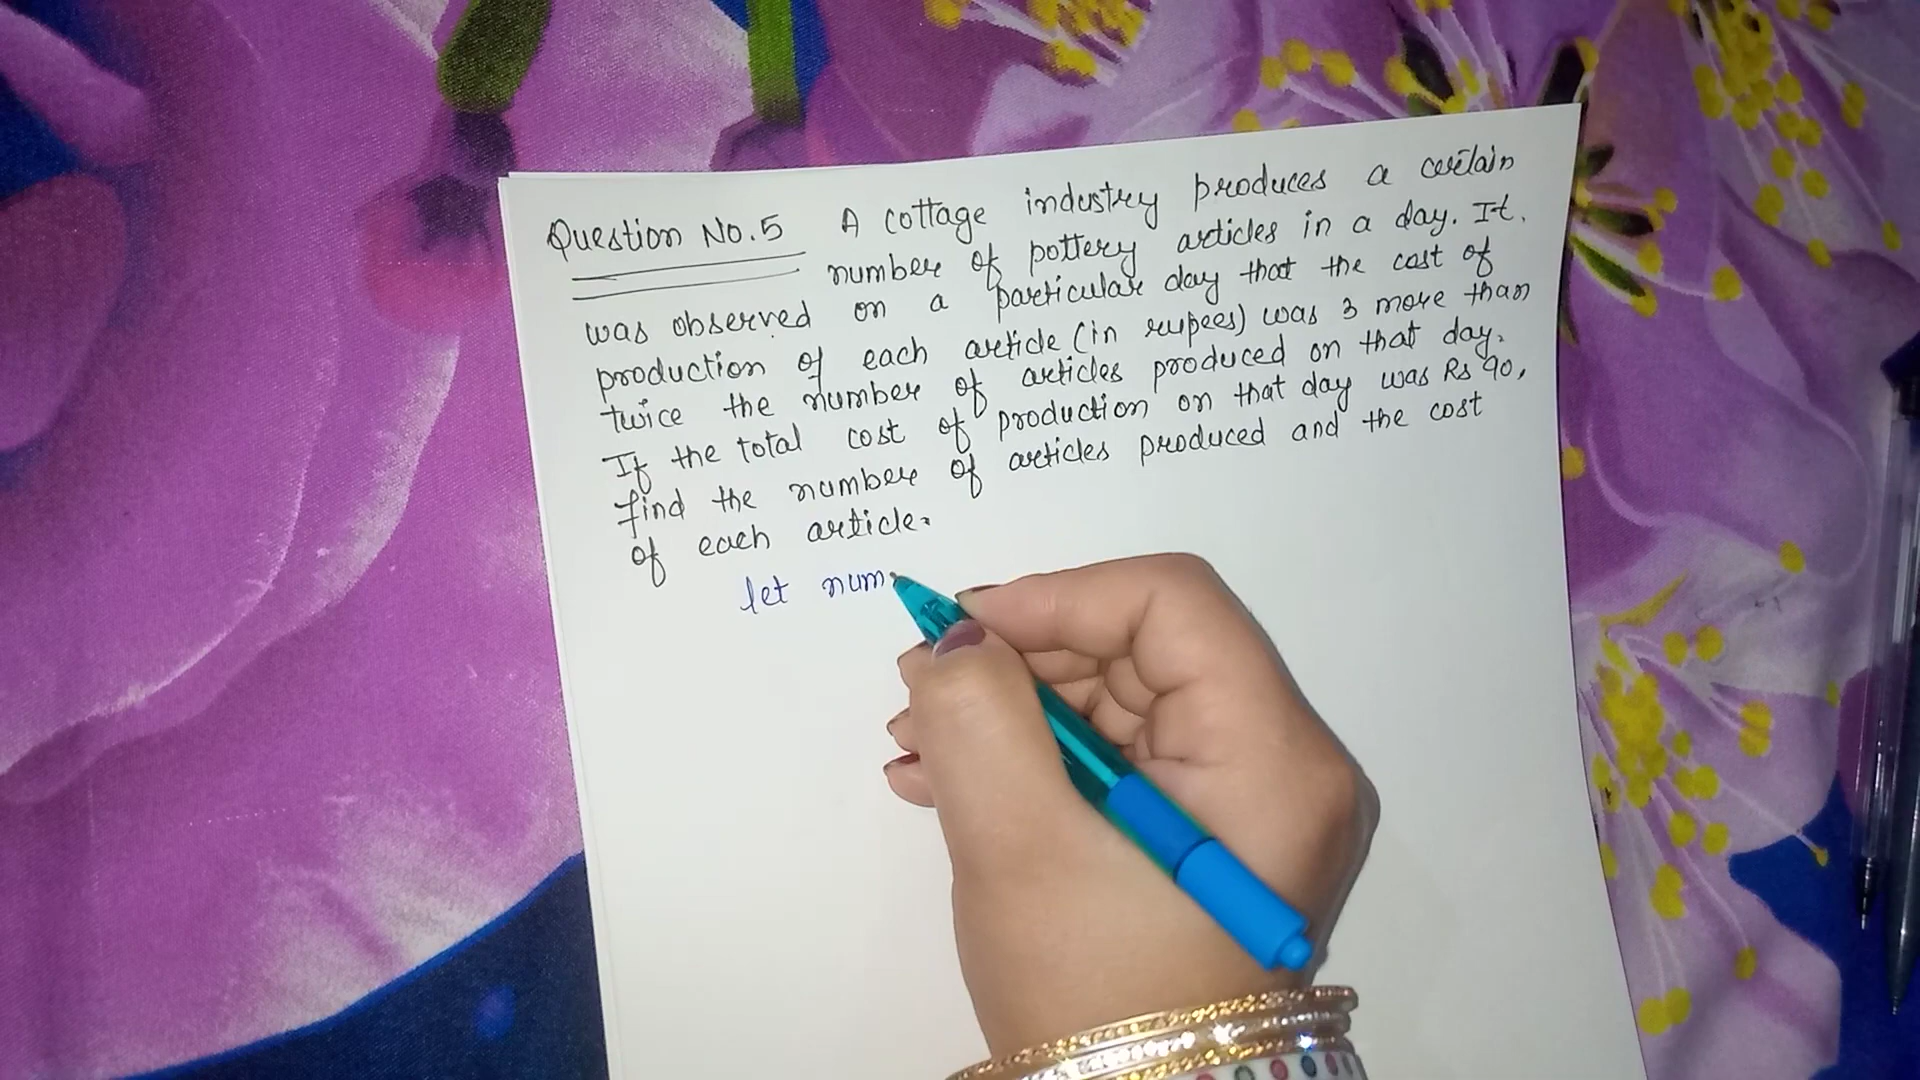 Question No.5 A cottage industry produces a certain
number of pottery articles in a day. It
was observed on a particular day that the cost of
production of each article (in rupees) was 3 more than
twice the number of articles produced on that day.
If the total cost of production on that day was Rs 90,
find the number of articles produced and the cost
of each article.
let num